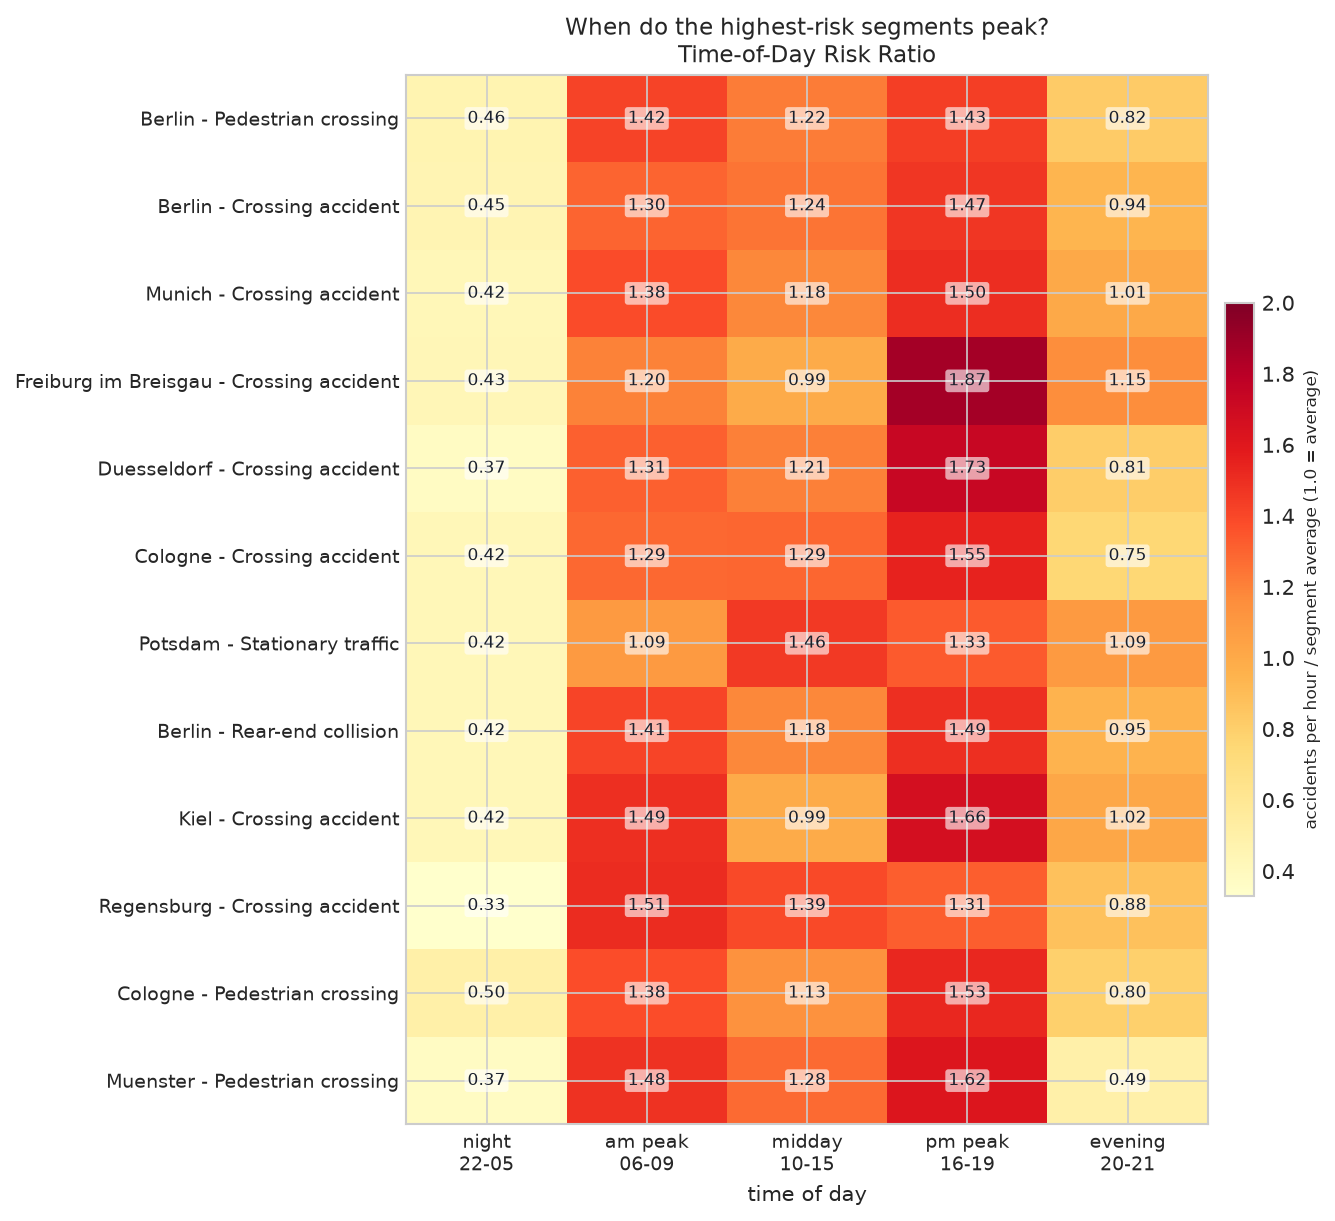 When do the highest-risk segments peak?
Time-of-Day Risk Ratio
Berlin - Pedestrian crossing 0.46 1.42 1.22 1.43 0.82
Berlin - Crossing accident 0.45 1.30 1.24 1.47 0.94
Munich - Crossing accident 0.42 1.38 1.18 1.50 1.01
Freiburg im Breisgau - Crossing accident 0.43 1.20 0.99 1.87 1.15
Duesseldorf - Crossing accident 0.37 1.31 1.21 1.73 0.81
Cologne - Crossing accident 0.42 1.29 1.29 1.55 0.75
Potsdam - Stationary traffic 0.42 1.09 1.46 1.33 1.09
Berlin - Rear-end collision 0.42 1.41 1.18 1.49 0.95
Kiel - Crossing accident 0.42 1.49 0.99 1.66 1.02
Regensburg - Crossing accident 0.33 1.51 1.39 1.31 0.88
Cologne - Pedestrian crossing 0.50 1.38 1.13 1.53 0.80
Muenster - Pedestrian crossing 0.37 1.48 1.28 1.62 0.49
night am peak midday pm peak evening
22-05 06-09 10-15 16-19 20-21
time of day
2.0
1.8
1.6
1.4
1.2
1.0
0.8
0.6
0.4
accidents per hour / segment average (1.0 = average)